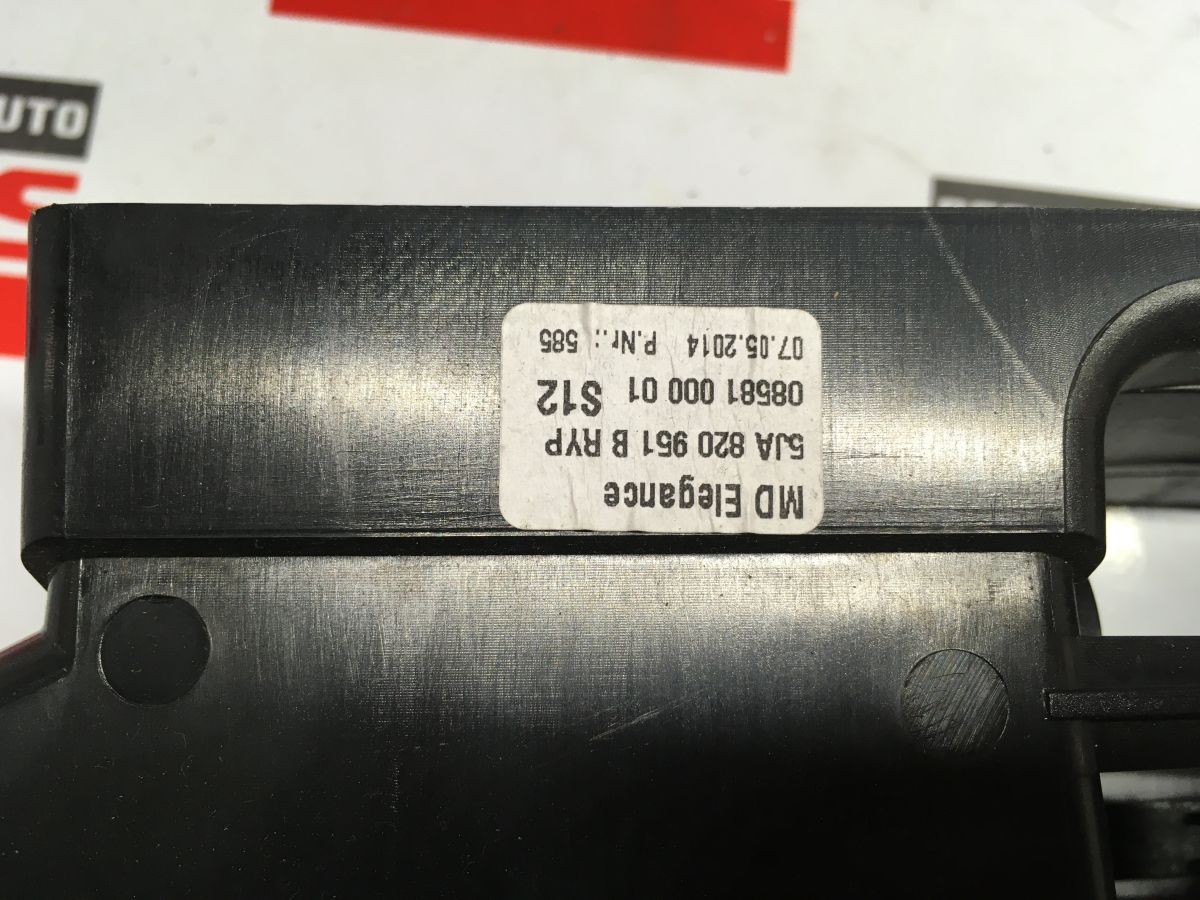 UTO
S
MD Elegance
5JA 820 951 B RYP
08581 000 01 S12
07.05.2014 P.Nr.: 585